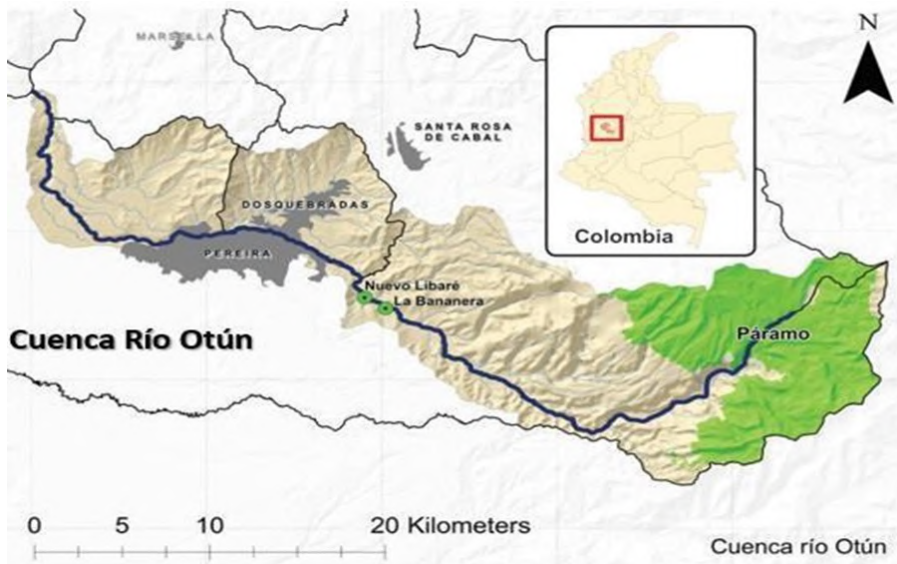 N
MARSELLA
SANTA ROSA
DE CABAL
DOSQUEBRADAS
PEREIRA
Colombia
Nuevo Libaré
La Bananera
Cuenca Río Otún
Páramo
0 5 10 20 Kilometers
Cuenca río Otún